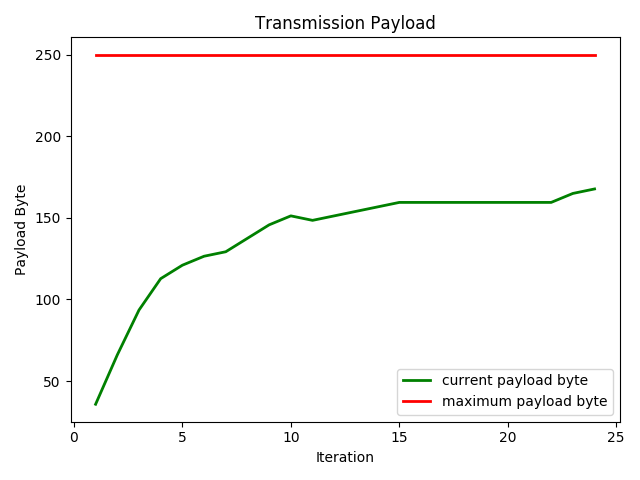 Transmission Payload
250
200
150
100
50
Payload Byte
0
5
10
15
20
25
Iteration
current payload byte
maximum payload byte